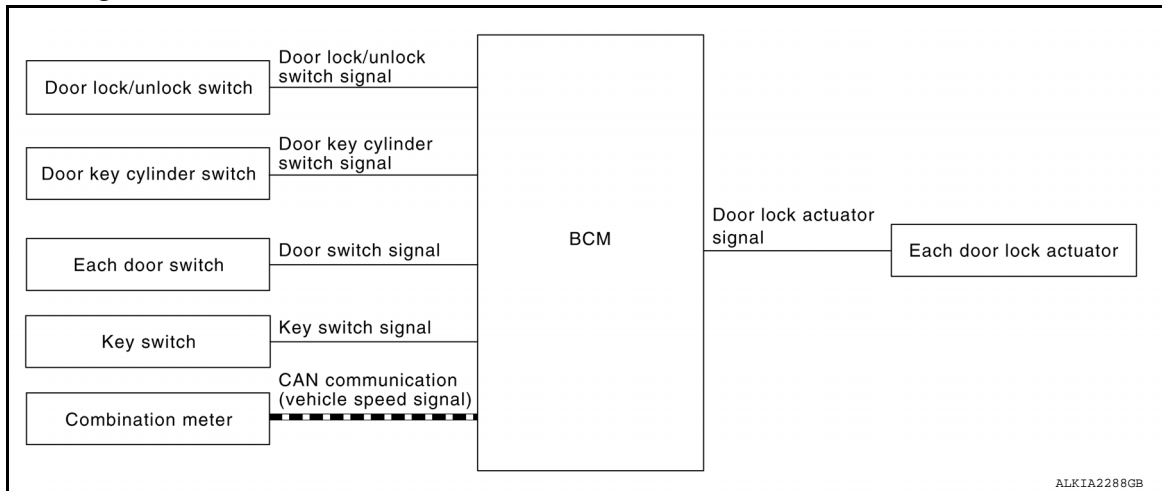 Door lock/unlock switch
Door lock/unlock
switch signal
Door key cylinder switch
Door key cylinder
switch signal
Each door switch
Door switch signal
Key switch
Key switch signal
Combination meter
CAN communication
(vehicle speed signal)
BCM
Door lock actuator
signal
Each door lock actuator
ALKIA2288GB